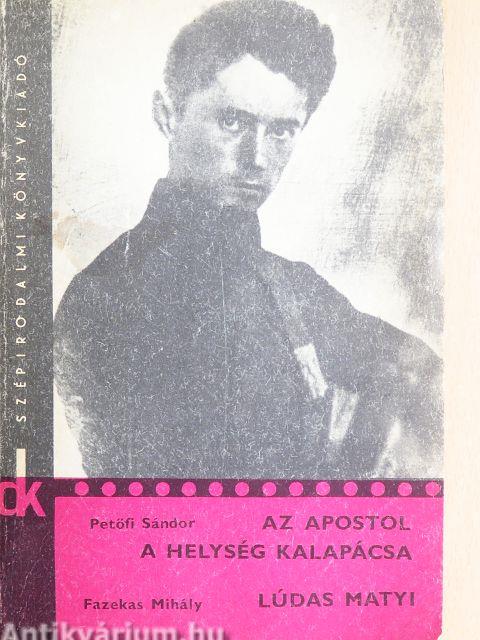 SZÉPIRODALMI KÖNYVKIADÓ
dk
Petőfi Sándor AZ APOSTOL
A HELYSÉG KALAPÁCSA
Fazekas Mihály LÚDAS MATYI
Antikvárium.hu